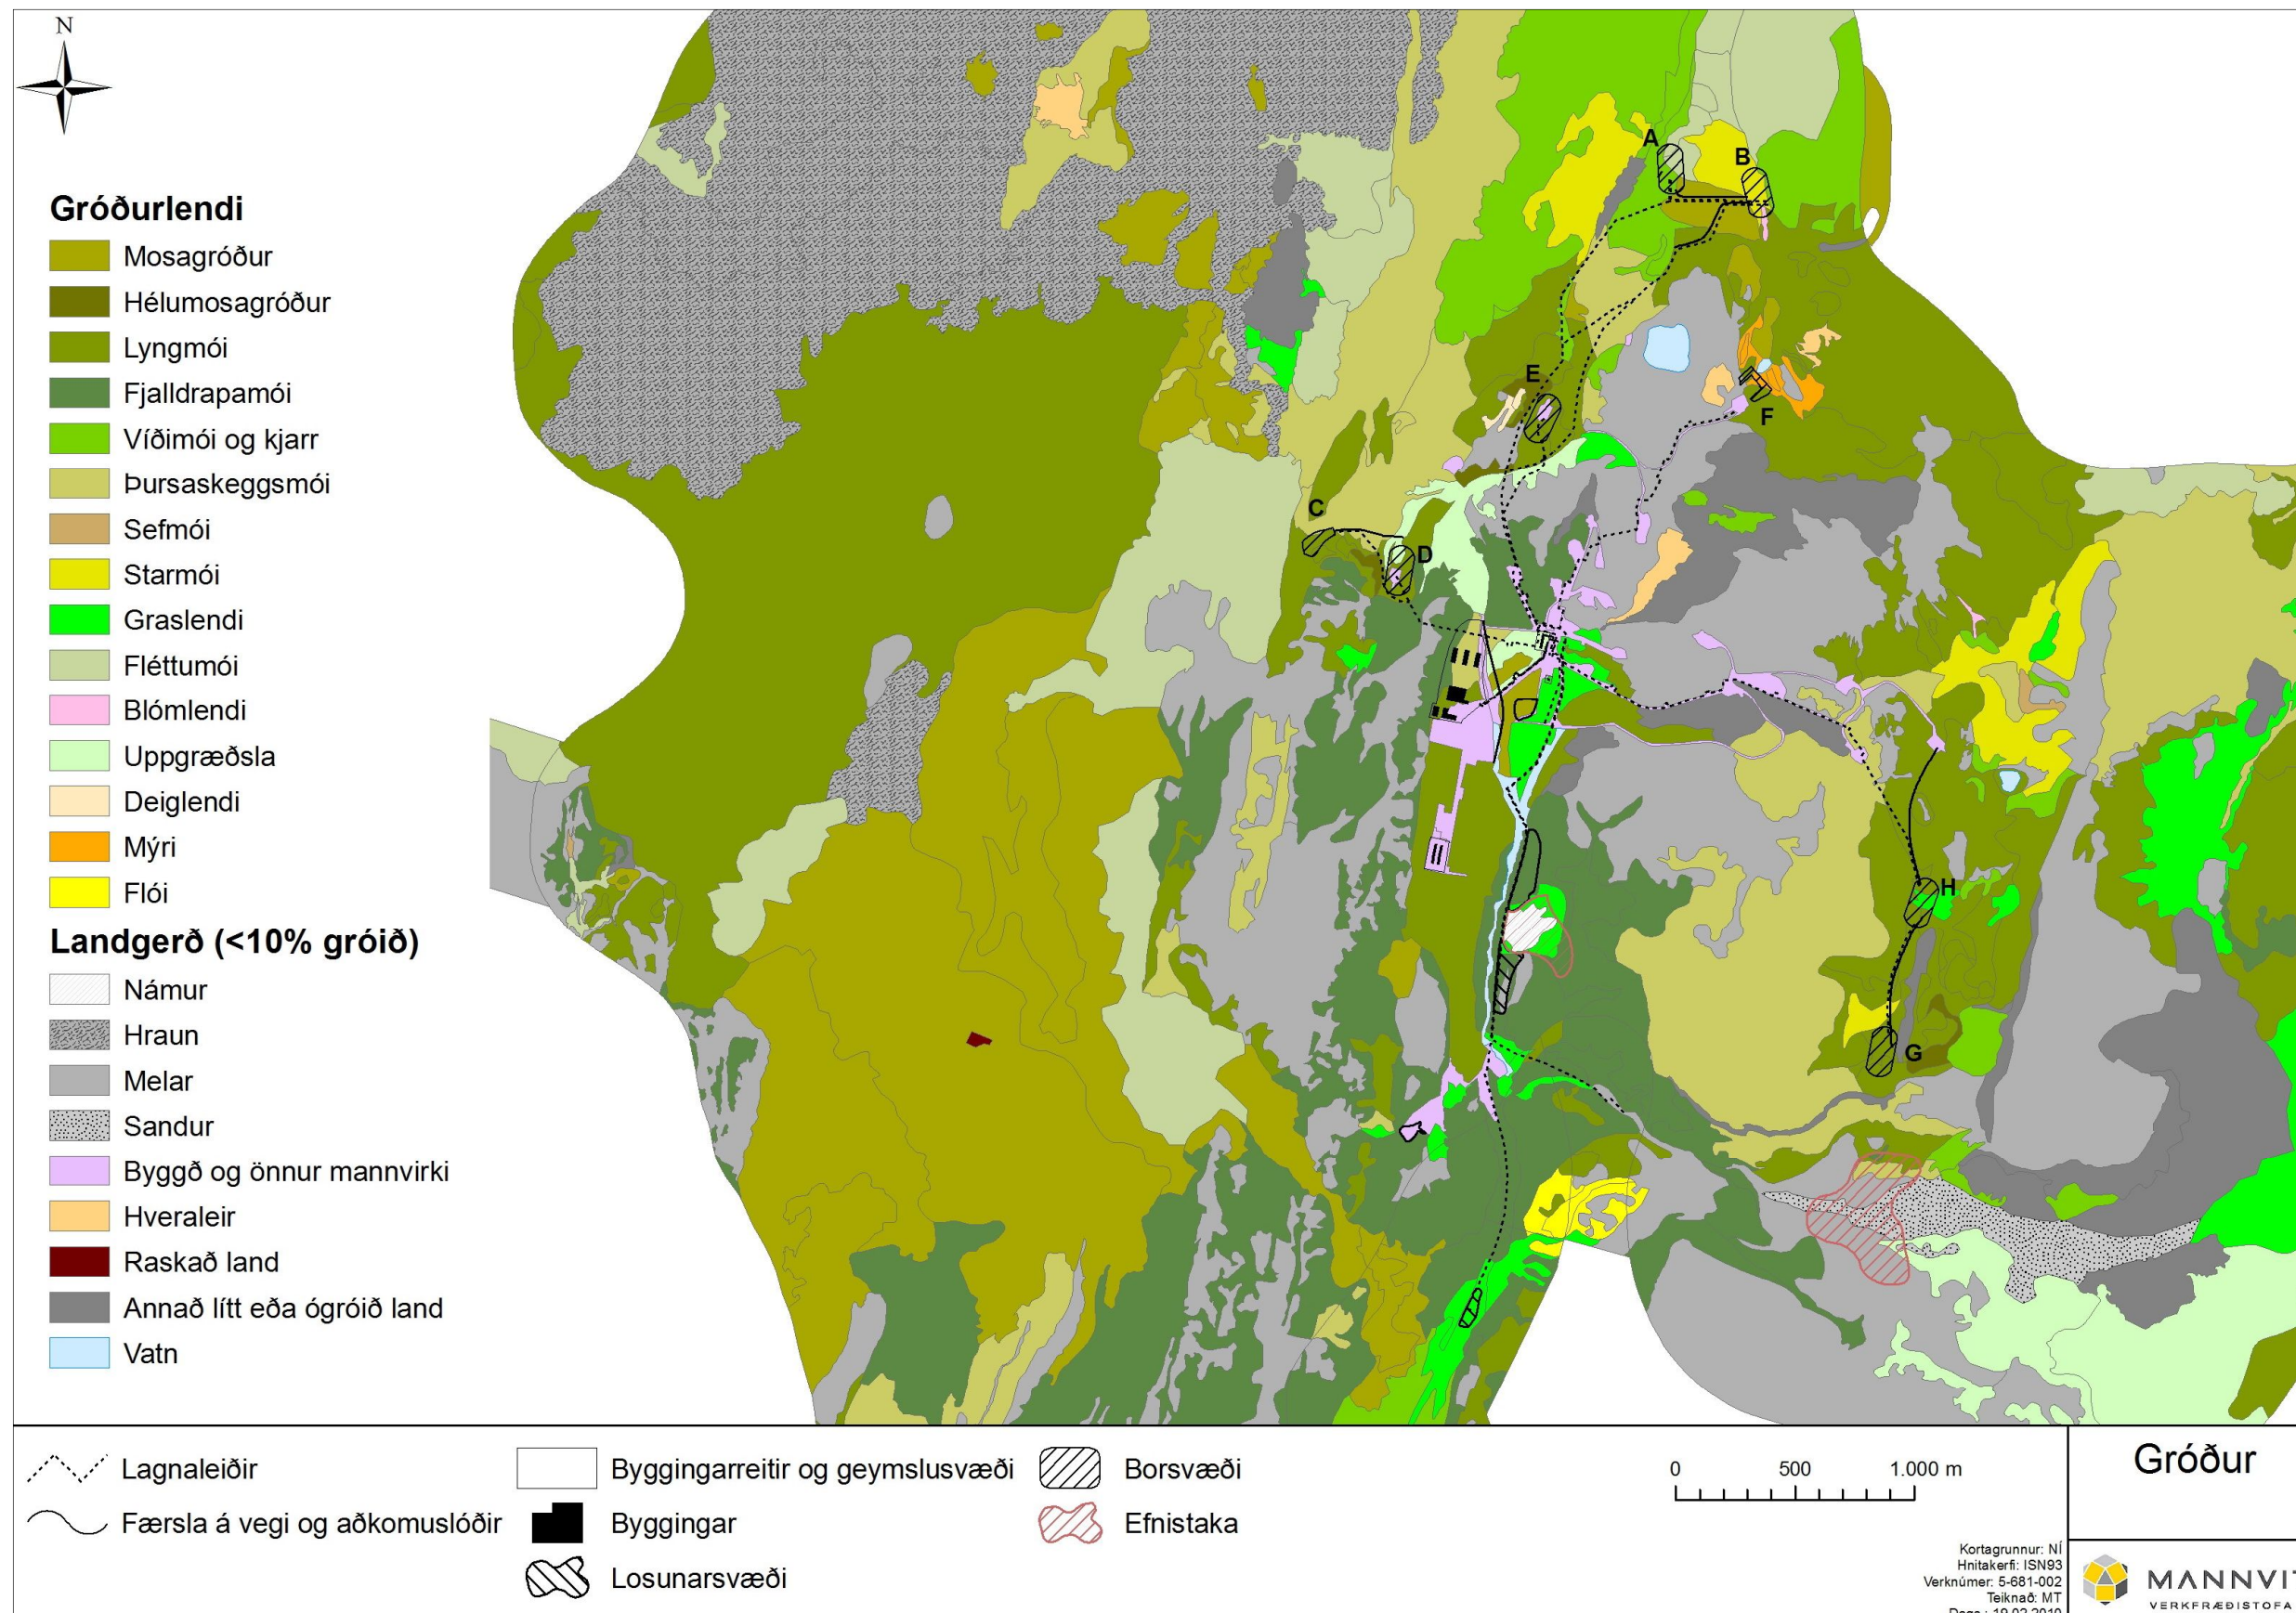 N
Gróðurlendi
Mosagróður
Hélumosagróður
Lyngmói
Fjalldrapamói
Víðimói og kjarr
Þursaskeggsmói
Sefmói
Starmói
Graslendi
Fléttumói
Blómlendi
Uppgræðsla
Deiglendi
Mýri
Flói
Landgerð (<10% gróið)
Námur
Hraun
Melar
Sandur
Byggð og önnur mannvirki
Hveraleir
Raskað land
Annað lítt eða ógróið land
Vatn
A
B
E
F
C
D
H
G
Lagnaleiðir
Færsla á vegi og aðkomuslóðir
Byggingarreitir og geymslusvæði
Byggingar
Losunarsvæði
Borsvæði
Efnistaka
0 500 1.000 m
Gróður
Kortagrunnur: NÍ
Hnitakerfi: ISN93
Verknúmer: 5-681-002
Teiknað: MT
MANNVIT
VERKFRÆÐISTOFA